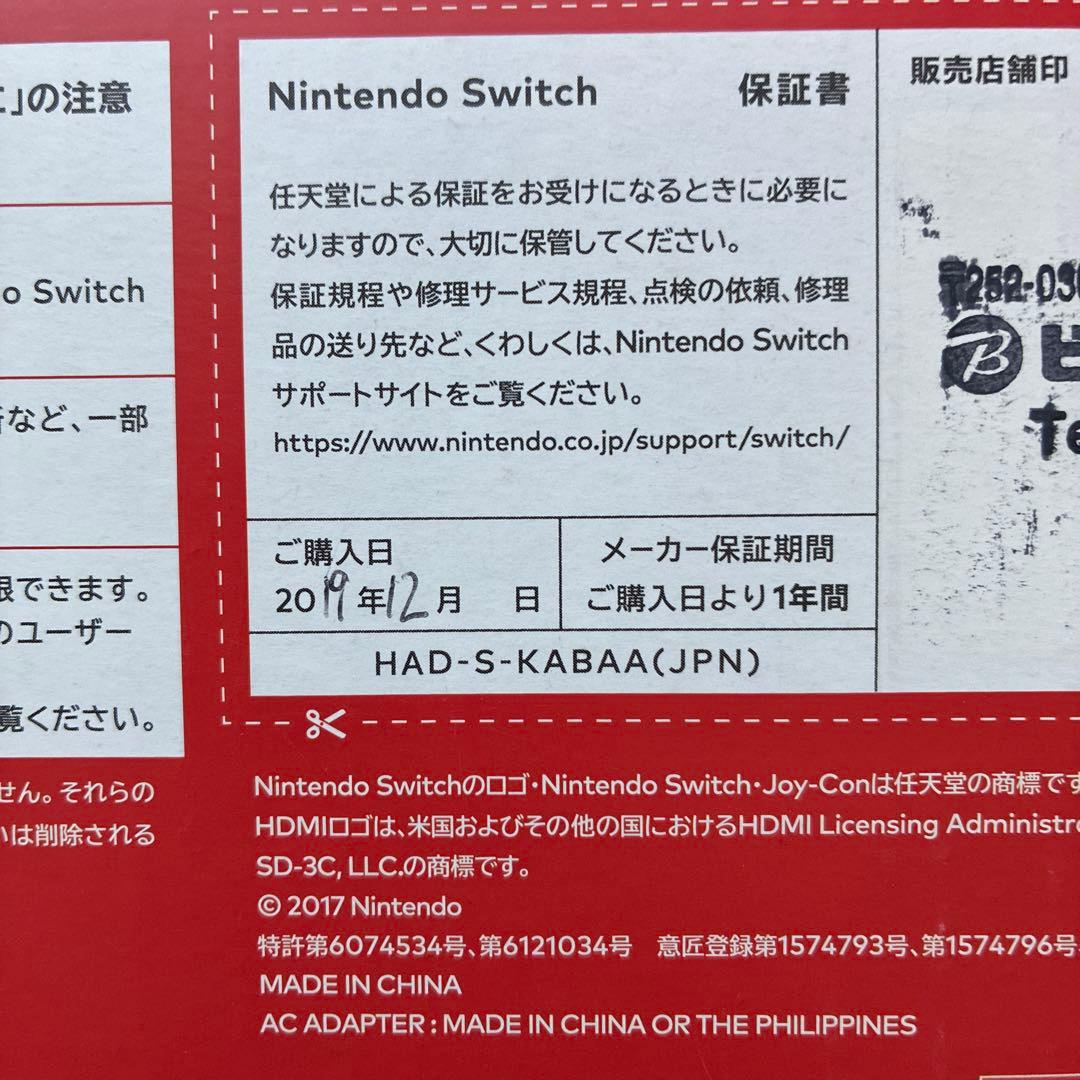 」の注意
o Switch
など、一部
限できます。
のユーザー
覧ください。
せん。それらの
いは削除される
Nintendo Switch 保証書
任天堂による保証をお受けになるときに必要に
なりますので、大切に保管してください。
保証規程や修理サービス規程、点検の依頼、修理
品の送り先など、くわしくは、Nintendo Switch
サポートサイトをご覧ください。
https://www.nintendo.co.jp/support/switch/
ご購入日
2019年12月 日
メーカー保証期間
ご購入日より1年間
HAD-S-KABAA(JPN)
販売店舗印
〒252-03
B ビ
Te
Nintendo Switchのロゴ・Nintendo Switch・Joy-Conは任天堂の商標です
HDMIロゴは、米国およびその他の国におけるHDMI Licensing Administr
SD-3C, LLC.の商標です。
© 2017 Nintendo
特許第6074534号、第6121034号 意匠登録第1574793号、第1574796号
MADE IN CHINA
AC ADAPTER : MADE IN CHINA OR THE PHILIPPINES